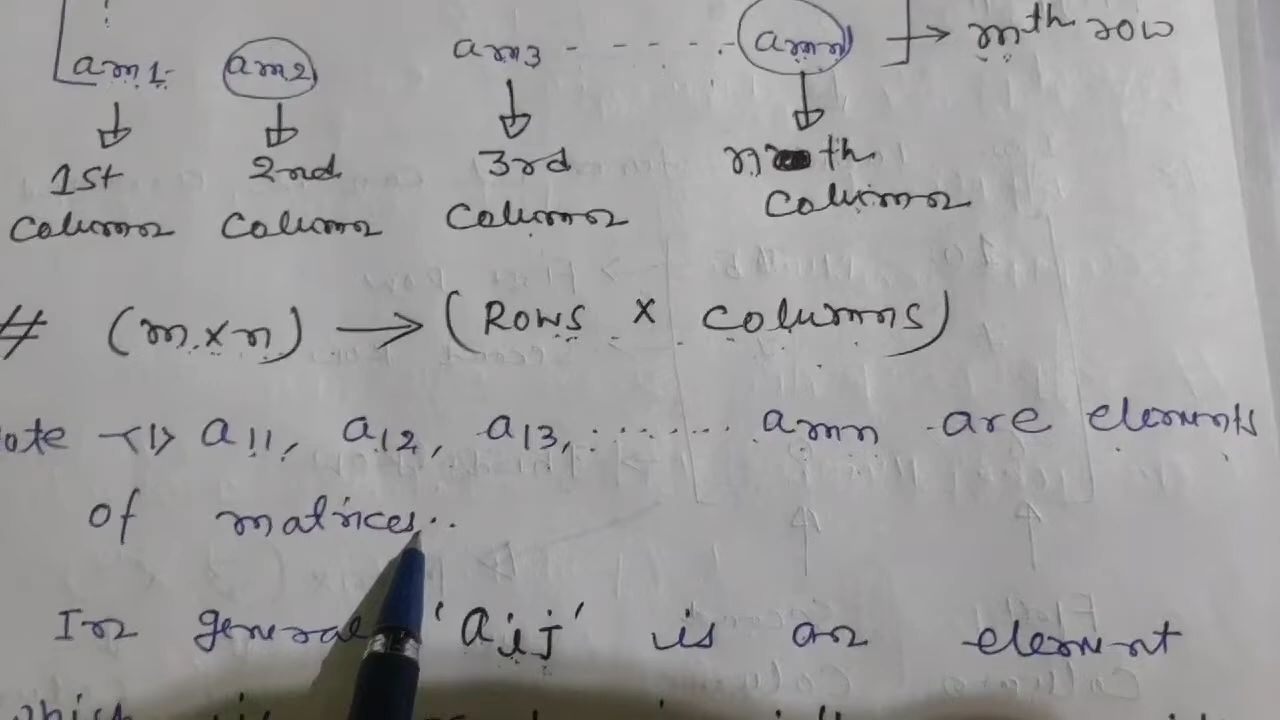 am1 am2 am3 - - - - - - amn → mth row
1st 2nd 3rd nth
column column column column
# (m×n) → (Rows × Columns)
ote <1> a11, a12, a13, ........ amn are elements
of matrices..
In general 'aij' is an element
which